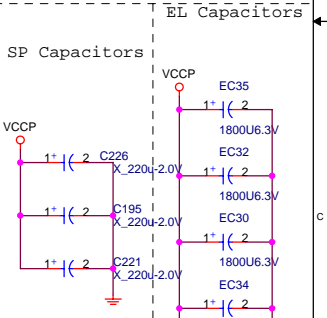 EL Capacitors
SP Capacitors
VCCP
EC35
1+ 2
1800U6.3V
VCCP
EC32
1+ 2
1800U6.3V
C226
1+ 2
X_220u-2.0V
C195
1+ 2
X_220u-2.0V
EC30
1+ 2
1800U6.3V
C
C221
1+ 2
X_220u-2.0V
EC34
1+ 2